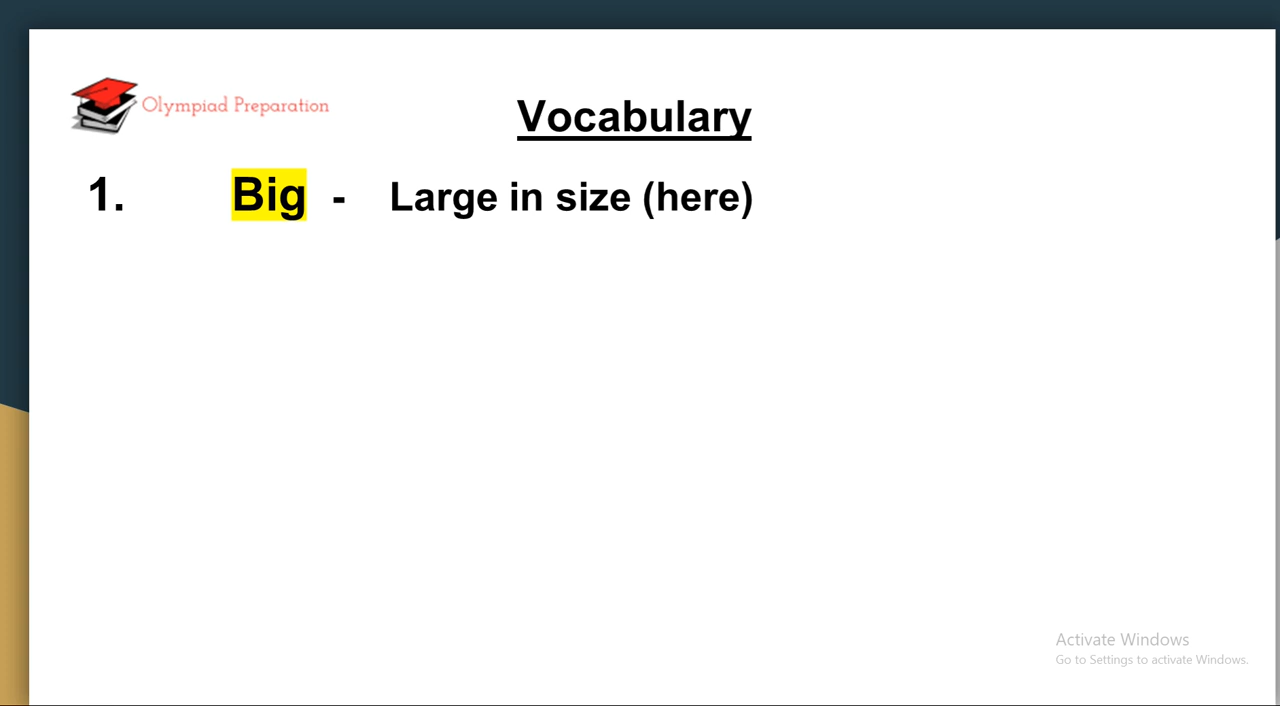 Olympiad Preparation
Vocabulary
1. Big - Large in size (here)
Activate Windows
Go to Settings to activate Windows.